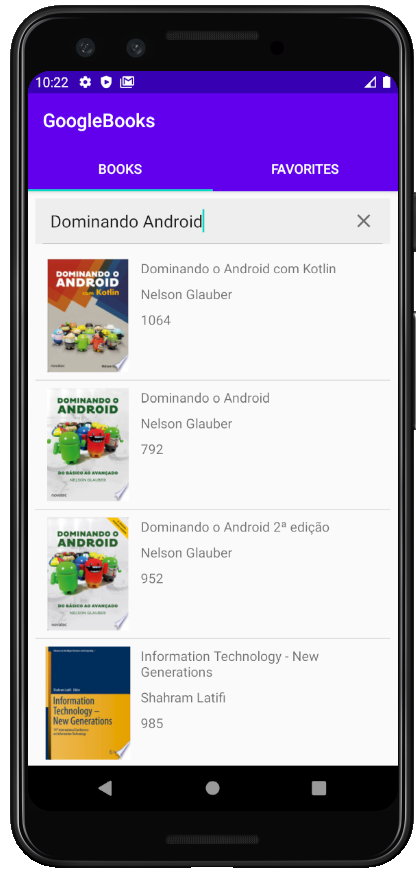 10:22
GoogleBooks
BOOKS
FAVORITES
Dominando Android
DOMINANDO O
ANDROID
com Kotlin
Dominando o Android com Kotlin
Nelson Glauber
1064
DOMINANDO O
ANDROID
DO BÁSICO AO AVANÇADO
NELSON GLAUBER
Dominando o Android
Nelson Glauber
792
DOMINANDO O
ANDROID
DO BÁSICO AO AVANÇADO
NELSON GLAUBER
Dominando o Android 2ª edição
Nelson Glauber
952
Information
Technology –
New Generations
Information Technology - New
Generations
Shahram Latifi
985